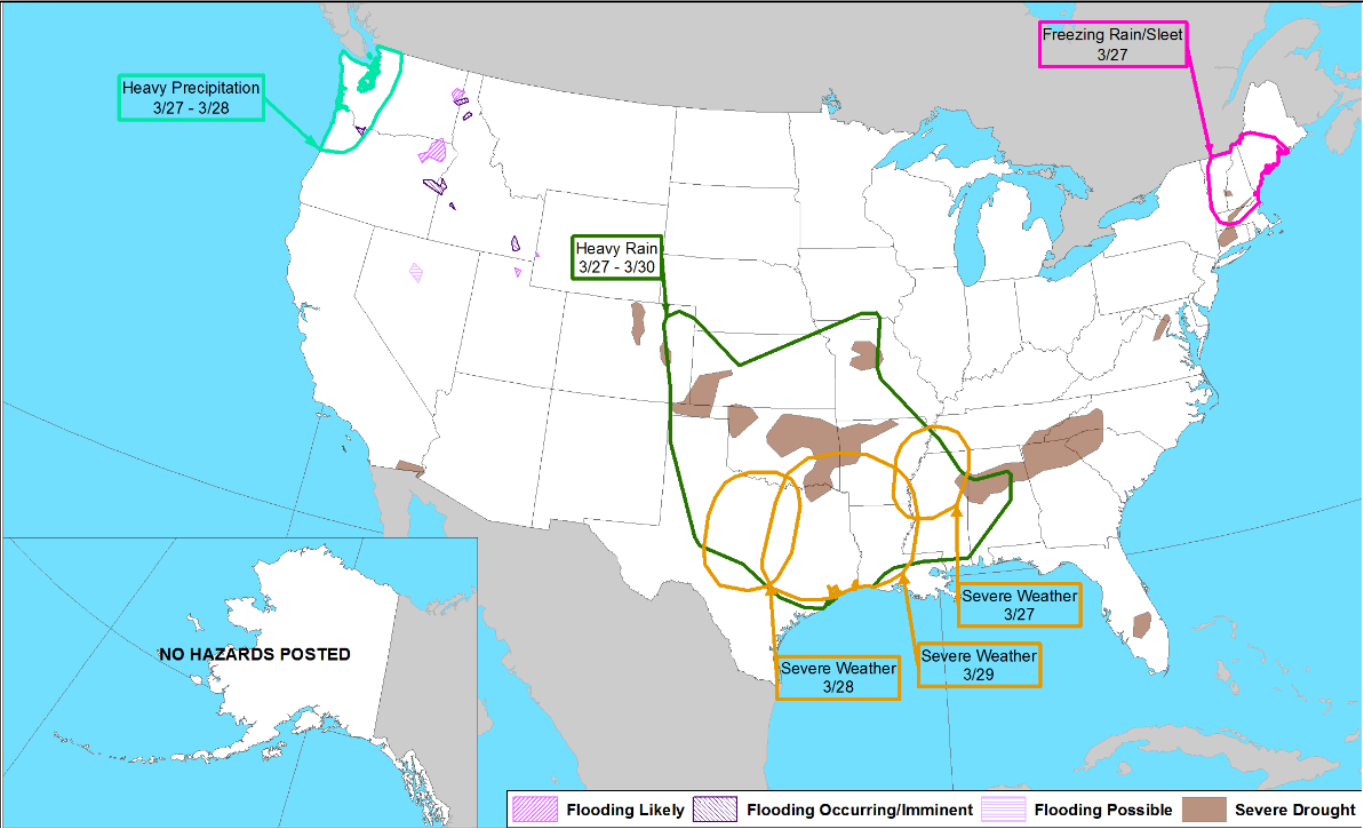 Freezing Rain/Sleet
3/27
Heavy Precipitation
3/27 - 3/28
Heavy Rain
3/27 - 3/30
Severe Weather
3/27
Severe Weather
3/29
Severe Weather
3/28
NO HAZARDS POSTED
Flooding Likely
Flooding Occurring/Imminent
Flooding Possible
Severe Drought